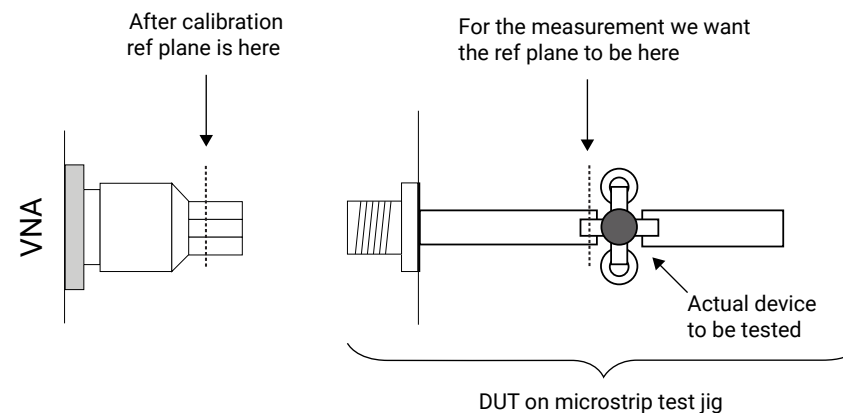 After calibration
ref plane is here
For the measurement we want
the ref plane to be here
VNA
Actual device
to be tested
DUT on microstrip test jig